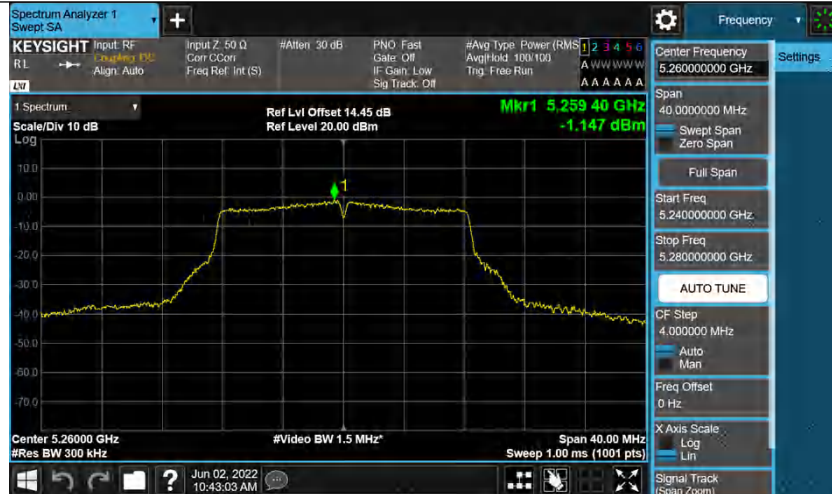 Spectrum Analyzer 1
Swept SA
+
Frequency
KEYSIGHT
RL
Input: RF
Coupling: DC
Align: Auto
Input Z: 50 Ω
Corr CCorr
Freq Ref: Int (S)
#Atten: 30 dB
PNO: Fast
Gate: Off
IF Gain: Low
Sig Track: Off
#Avg Type: Power (RMS
Avg|Hold: 100/100
Trig: Free Run
1 2 3 4 5 6
A W W W W W
A A A A A A
LNI
1 Spectrum
Scale/Div 10 dB
Log
Ref Lvl Offset 14.45 dB
Ref Level 20.00 dBm
Mkr1 5.259 40 GHz
-1.147 dBm
10.0
0.00
-10.0
-20.0
-30.0
-40.0
-50.0
-60.0
-70.0
1
Center 5.26000 GHz
#Res BW 300 kHz
#Video BW 1.5 MHz*
Span 40.00 MHz
Sweep 1.00 ms (1001 pts)
?
Jun 02, 2022
10:43:03 AM
Center Frequency
5.260000000 GHz
Settings
Span
40.0000000 MHz
Swept Span
Zero Span
Full Span
Start Freq
5.240000000 GHz
Stop Freq
5.280000000 GHz
AUTO TUNE
CF Step
4.000000 MHz
Auto
Man
Freq Offset
0 Hz
X Axis Scale
Log
Lin
Signal Track
(Span Zoom)